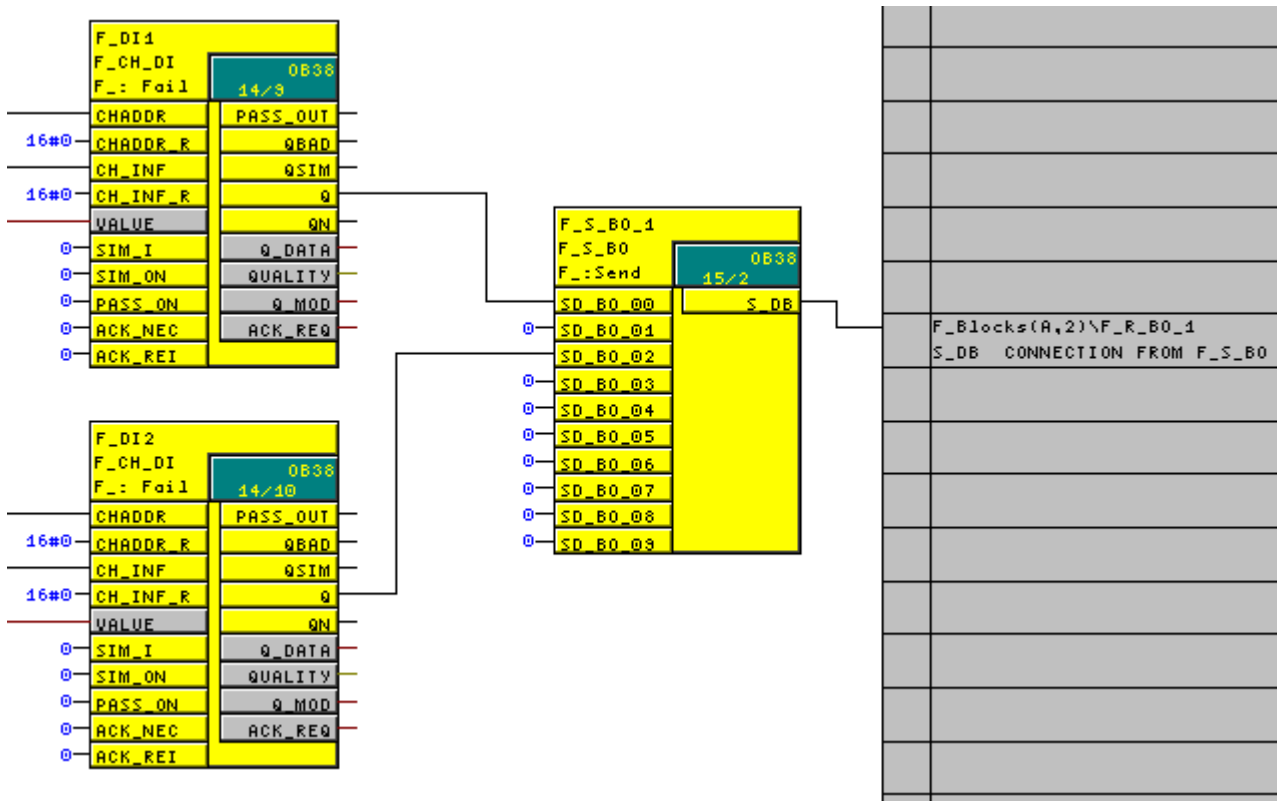 F_DI1
F_CH_DI
F_: Fail
OB38
14/9
CHADDR PASS_OUT
16#0 CHADDR_R QBAD
CH_INF QSIM
16#0 CH_INF_R Q
VALUE QN
0 SIM_I Q_DATA
0 SIM_ON QUALITY
0 PASS_ON Q_MOD
0 ACK_NEC ACK_REQ
0 ACK_REI
F_DI2
F_CH_DI
F_: Fail
OB38
14/10
CHADDR PASS_OUT
16#0 CHADDR_R QBAD
CH_INF QSIM
16#0 CH_INF_R Q
VALUE QN
0 SIM_I Q_DATA
0 SIM_ON QUALITY
0 PASS_ON Q_MOD
0 ACK_NEC ACK_REQ
0 ACK_REI
F_S_BO_1
F_S_BO
F_:Send
OB38
15/2
SD_BO_00 S_DB
0 SD_BO_01
SD_BO_02
0 SD_BO_03
0 SD_BO_04
0 SD_BO_05
0 SD_BO_06
0 SD_BO_07
0 SD_BO_08
0 SD_BO_09
F_Blocks(A,2)\F_R_BO_1
S_DB CONNECTION FROM F_S_BO